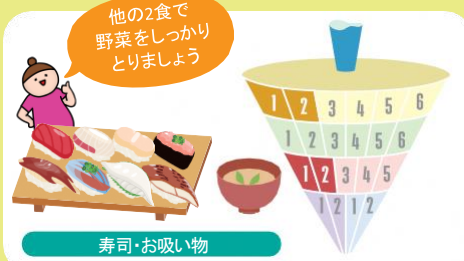 他の2食で
野菜をしっかり
とりましょう
1 2 3 4 5 6
1 2 3 4 5 6
1 2 3 4 5
1 2 1 2
寿司・お吸い物